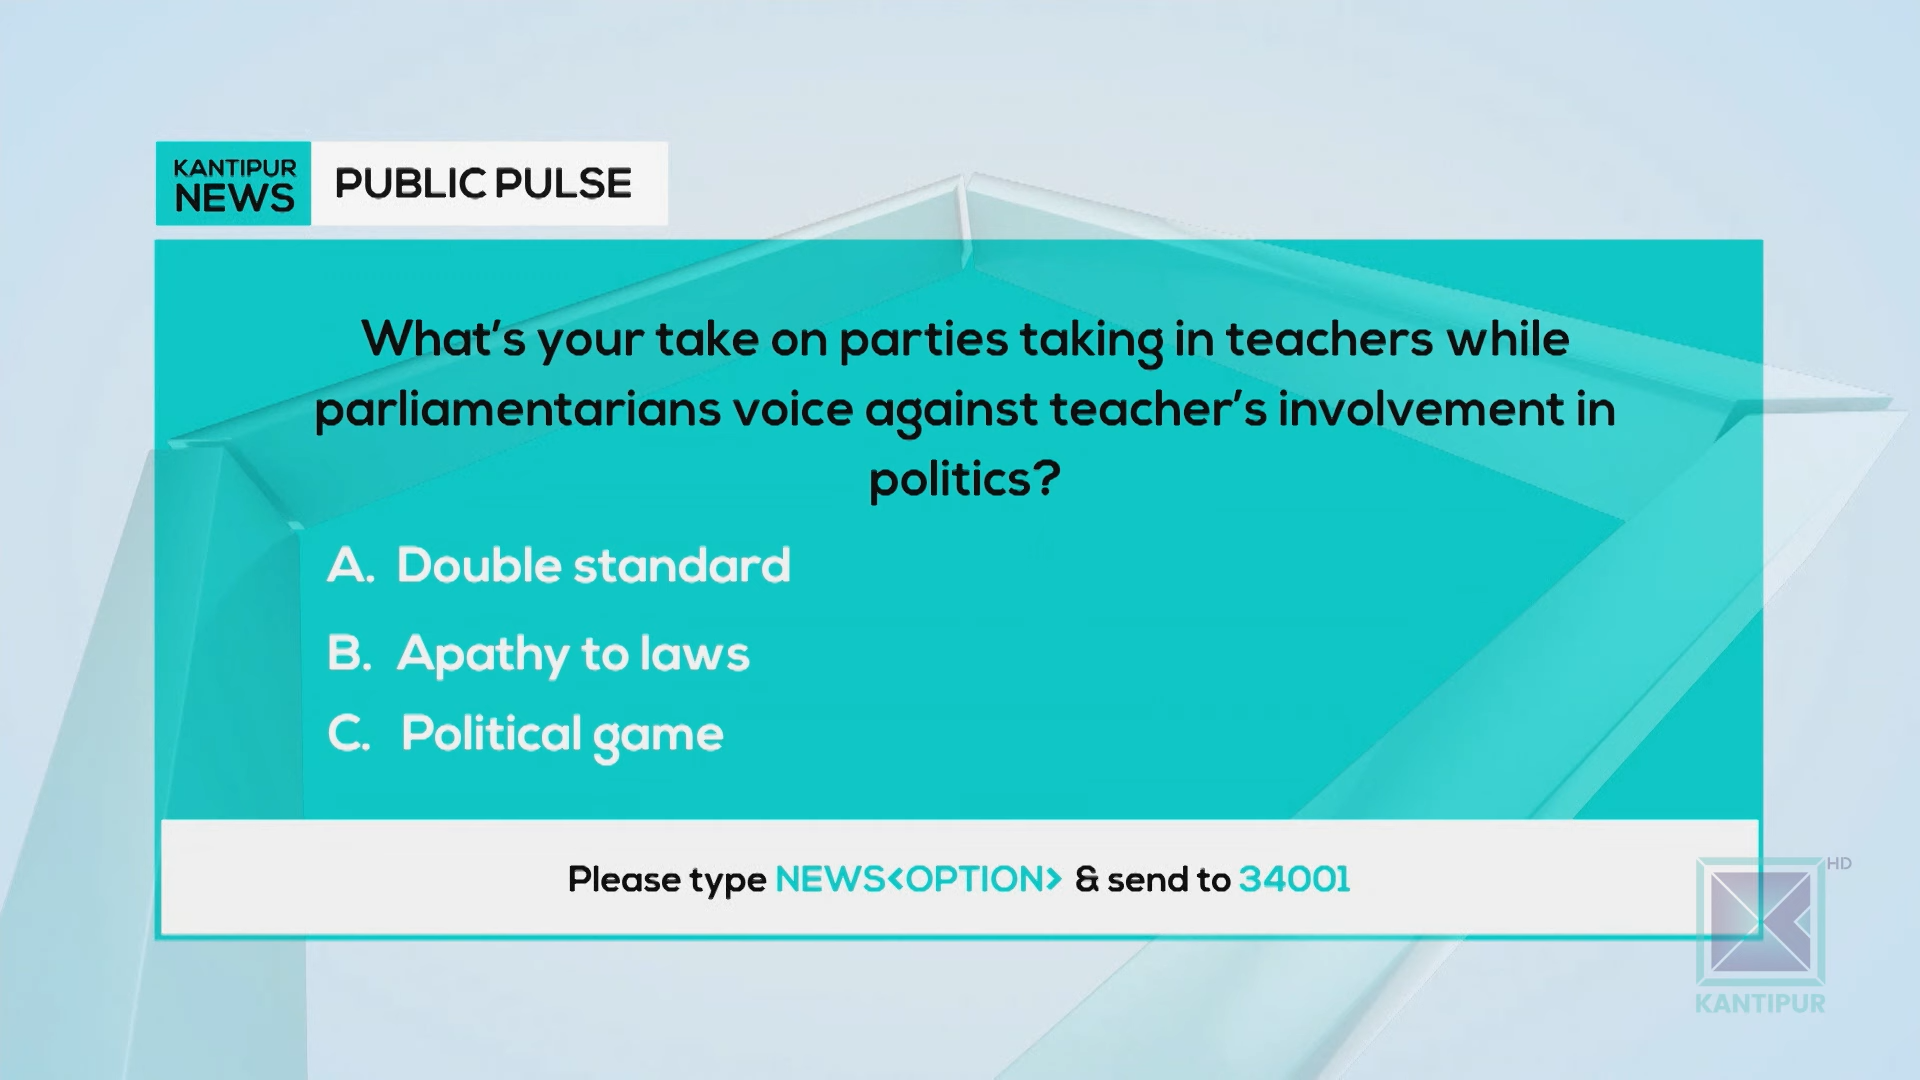 KANTIPUR
NEWS
PUBLIC PULSE
What's your take on parties taking in teachers while
parliamentarians voice against teacher's involvement in
politics?
A. Double standard
B. Apathy to laws
C. Political game
Please type NEWS<OPTION> & send to 34001
HD
KANTIPUR